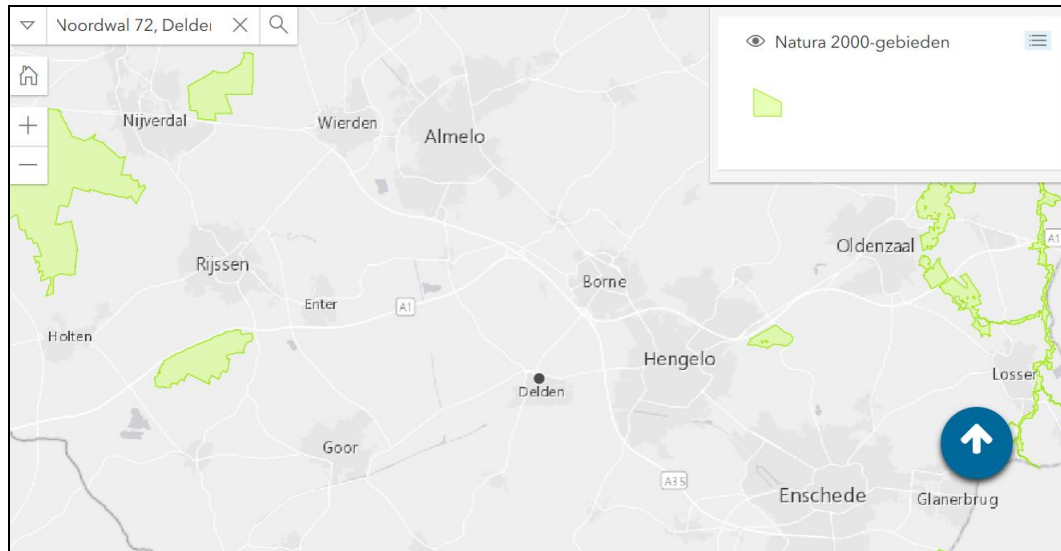 Noordwal 72, Deldei
Natura 2000-gebieden
Nijverdal
Wierden
Almelo
Oldenzaal
A1
Rijssen
Borne
Enter
A1
Holten
Hengelo
Losser
Delden
Goor
A35
Enschede
Glanerbrug